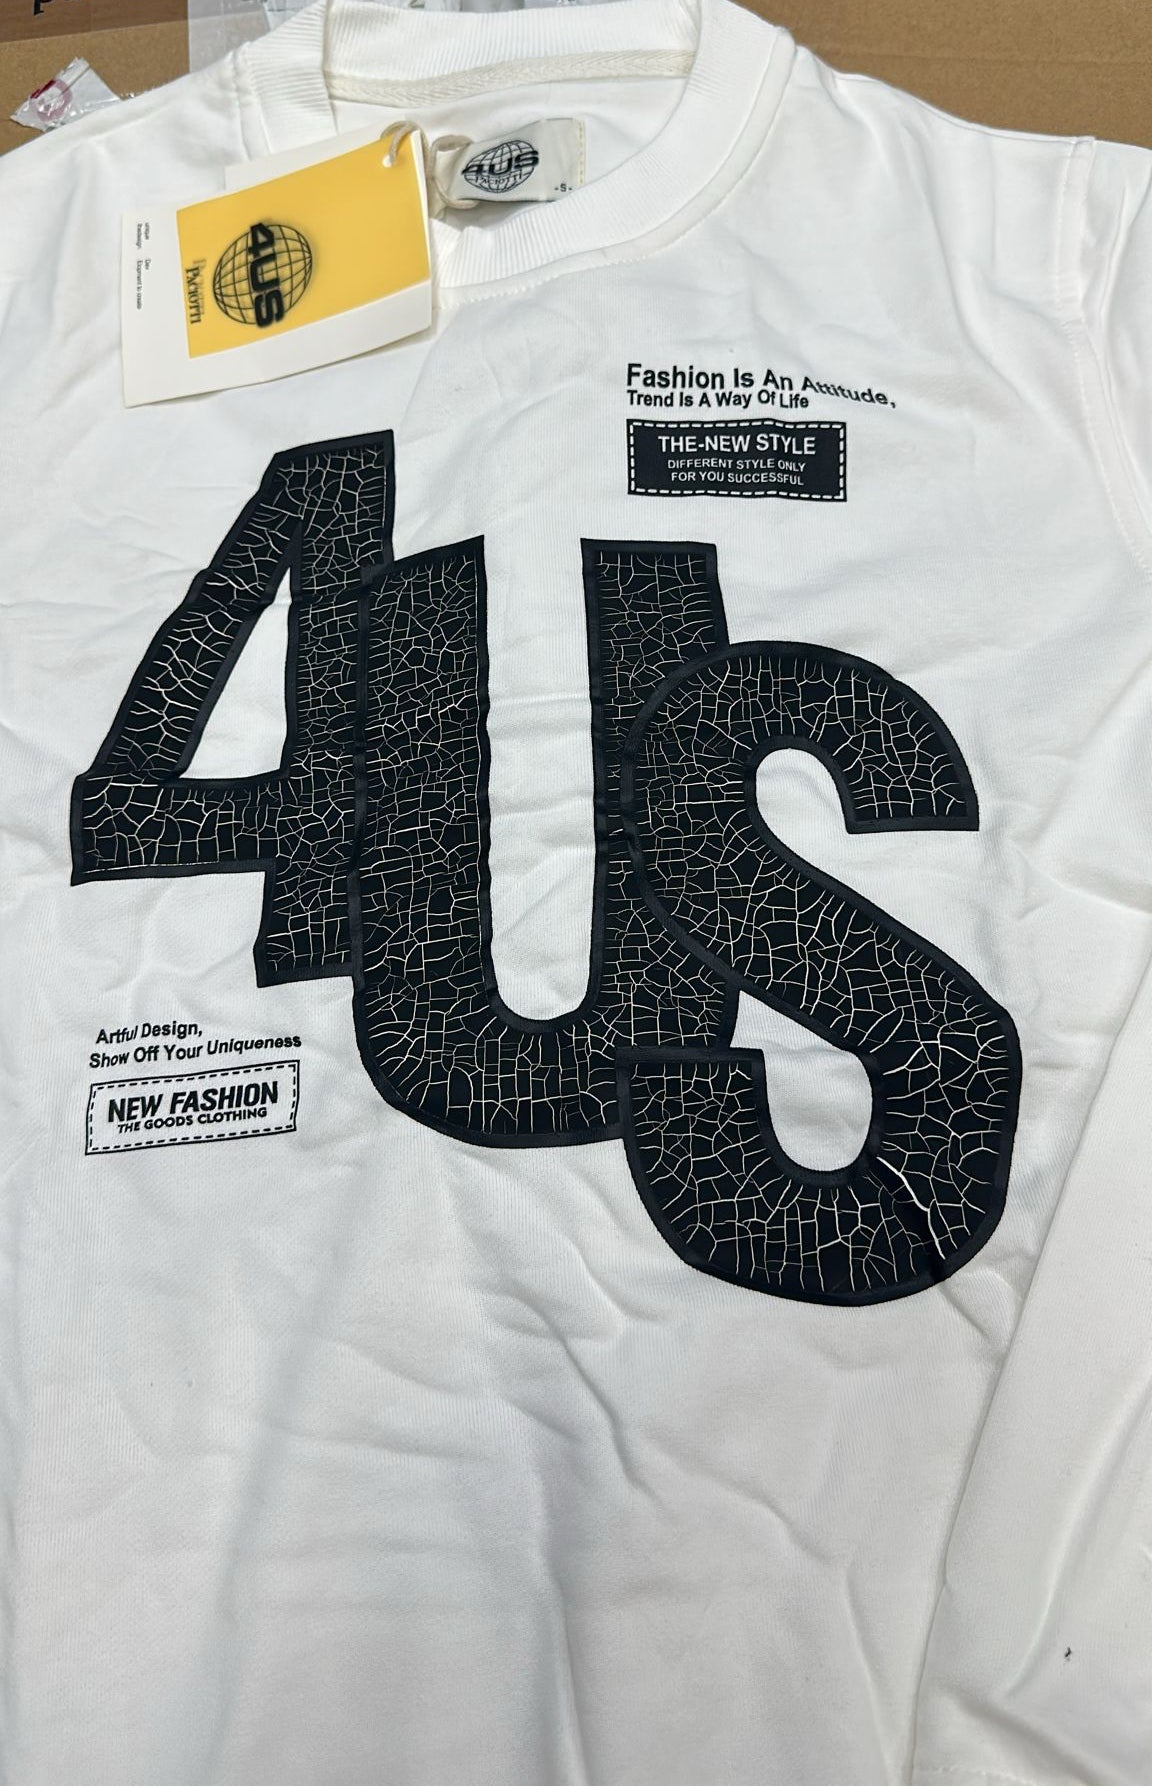 4US
PACIOTTI
-S-
4US
PACIOTTI
Fashion Is An Attitude,
Trend Is A Way Of Life
THE-NEW STYLE
DIFFERENT STYLE ONLY
FOR YOU SUCCESSFUL
4US
Artful Design,
Show Off Your Uniqueness
NEW FASHION
THE GOODS CLOTHING